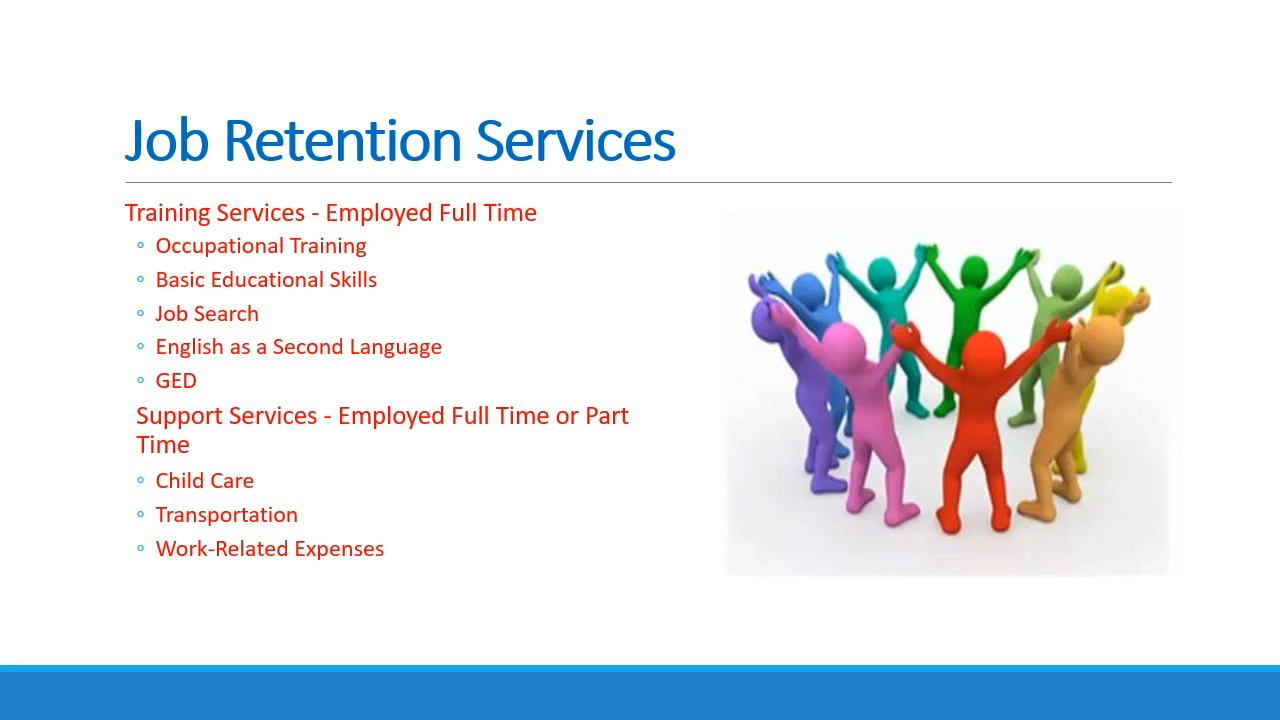 Job Retention Services
Training Services - Employed Full Time
◦ Occupational Training
◦ Basic Educational Skills
◦ Job Search
◦ English as a Second Language
◦ GED
Support Services - Employed Full Time or Part
Time
◦ Child Care
◦ Transportation
◦ Work-Related Expenses